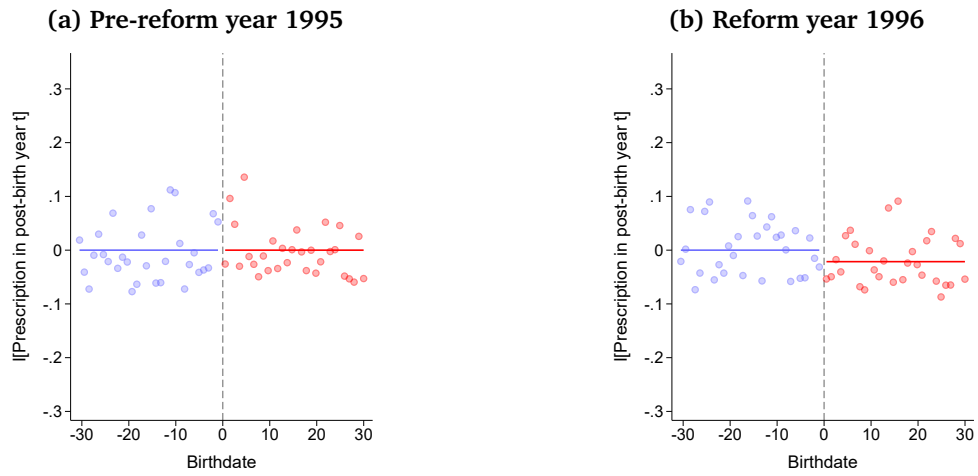 (a) Pre-reform year 1995
I[Prescription in post-birth year t]
.3
.2
.1
0
-.1
-.2
-.3
-30 -20 -10 0 10 20 30
Birthdate
(b) Reform year 1996
I[Prescription in post-birth year t]
.3
.2
.1
0
-.1
-.2
-.3
-30 -20 -10 0 10 20 30
Birthdate